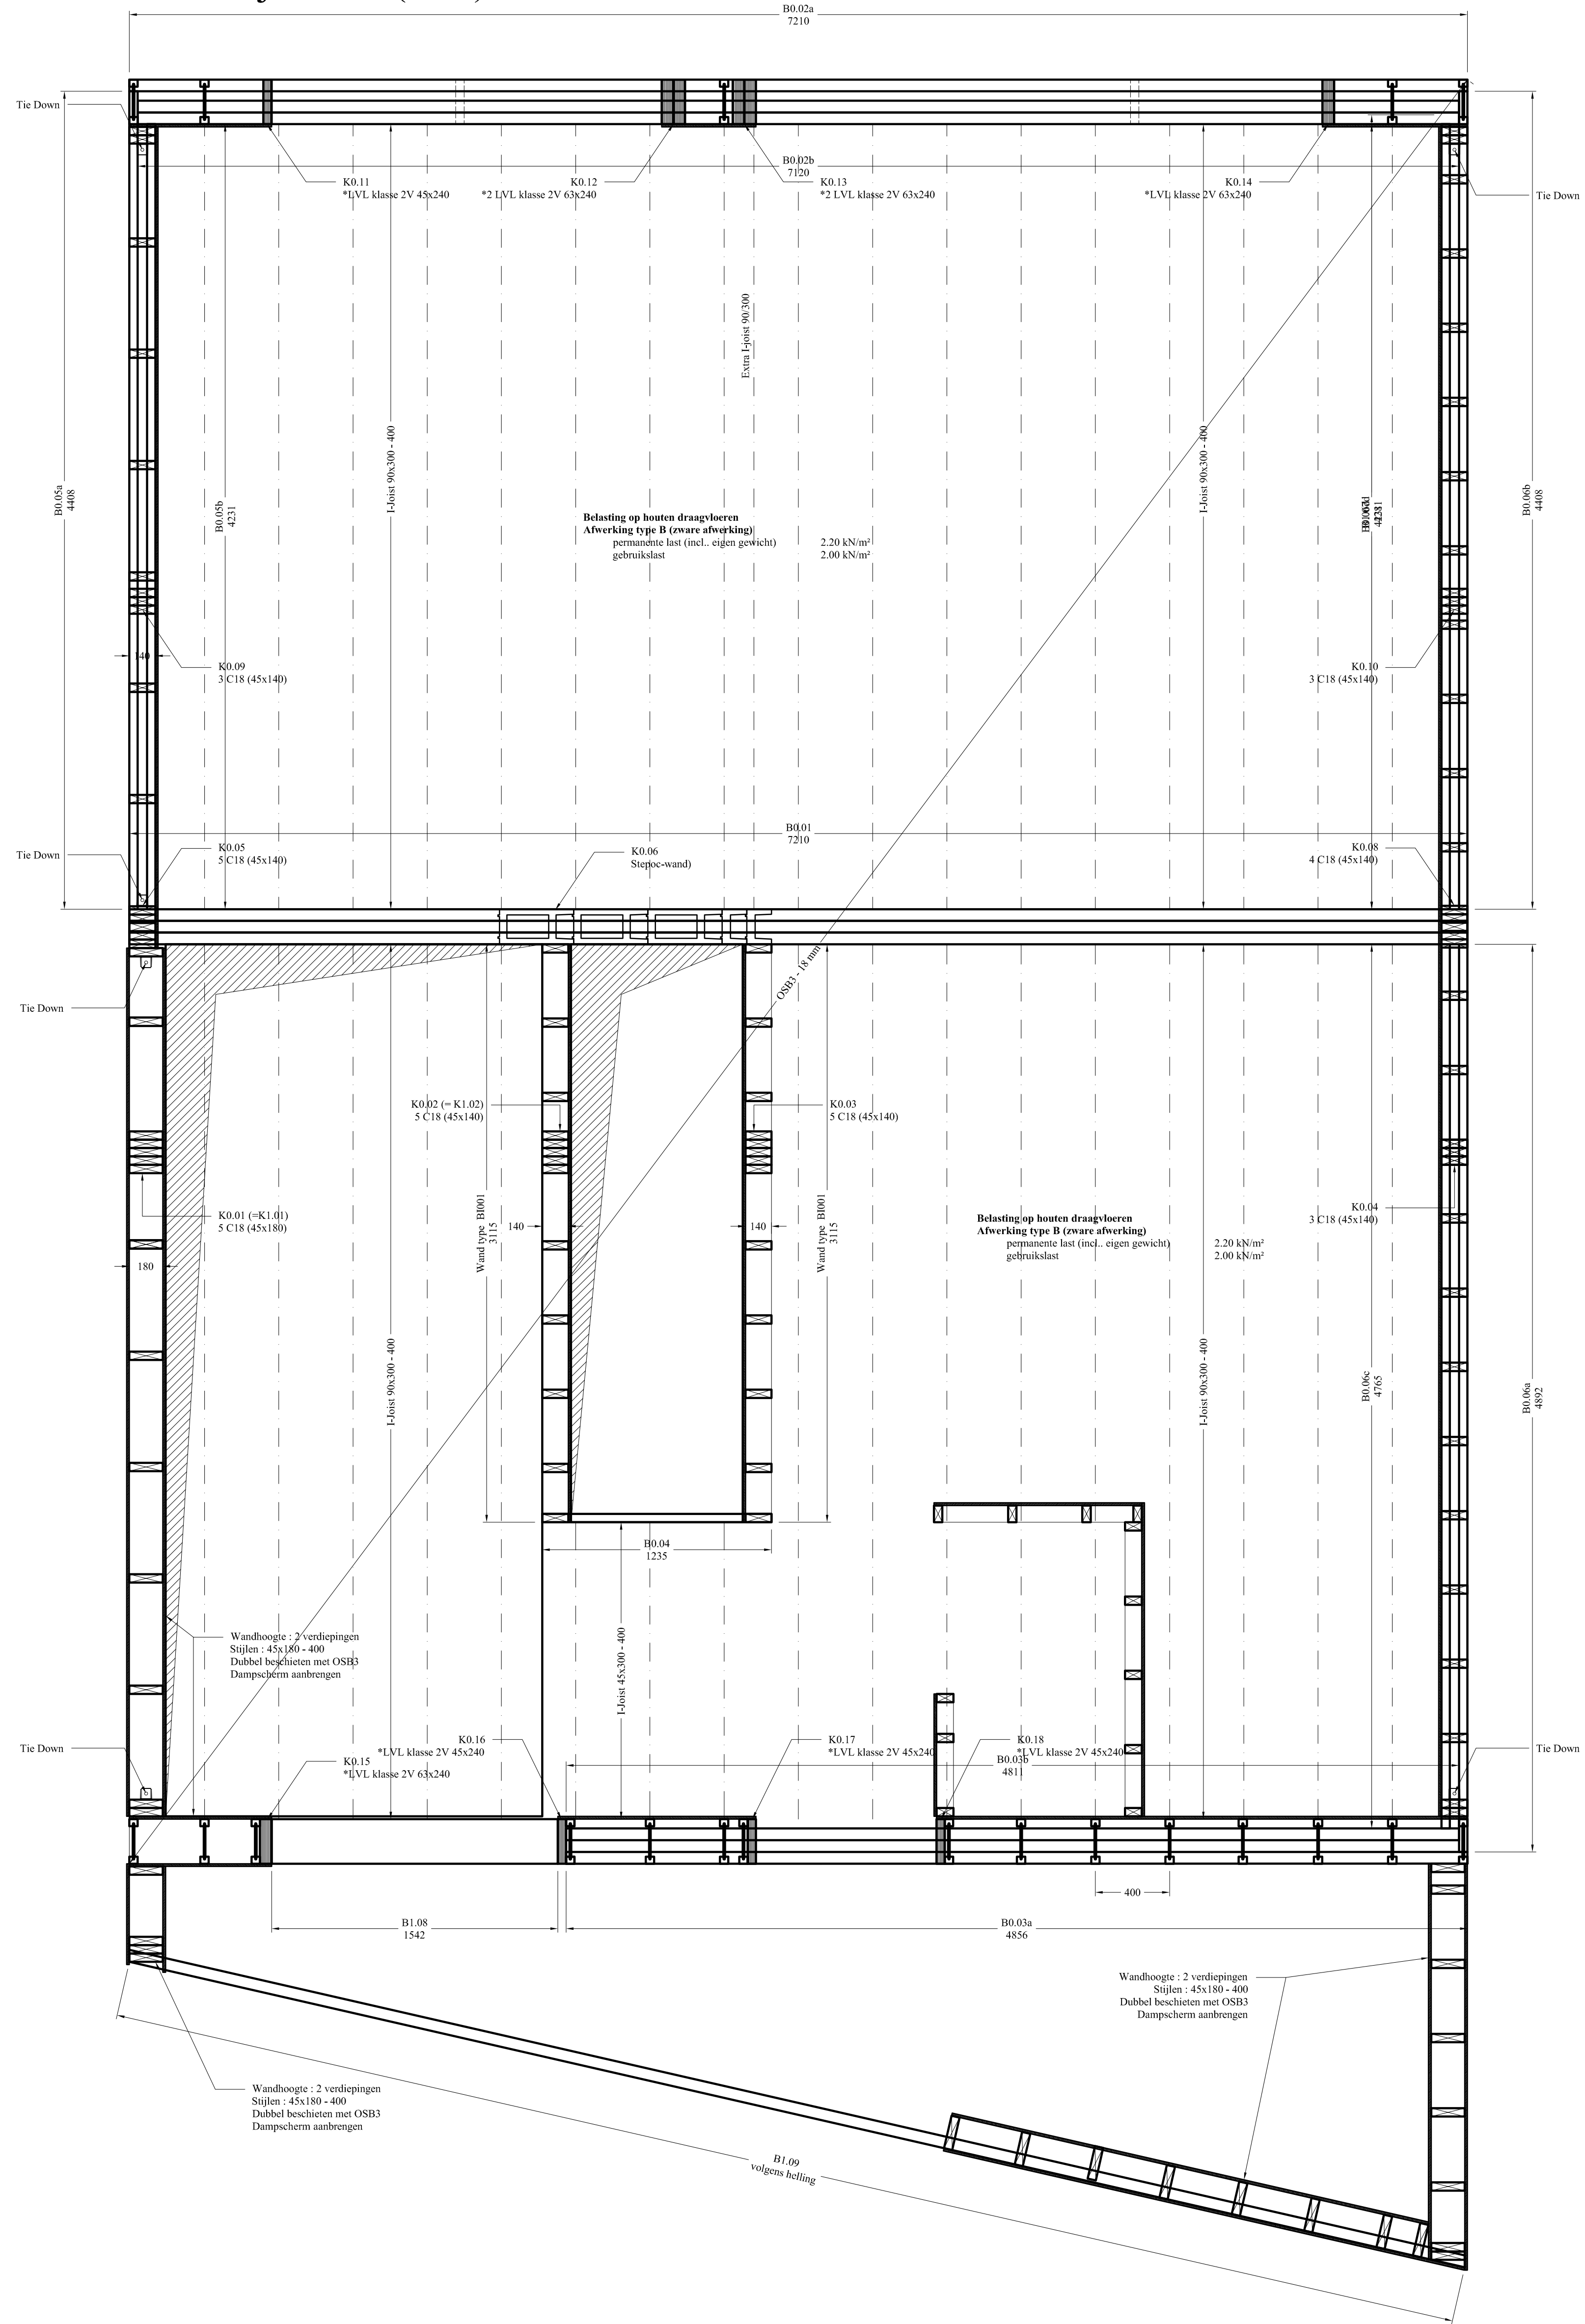 B0.02a
7210
Tie Down
B0.02b
7120
K0.11
*LVL klasse 2V 45x240
K0.12
*2 LVL klasse 2V 63x240
K0.13
*2 LVL klasse 2V 63x240
K0.14
*LVL klasse 2V 63x240
Tie Down
Extra I-joist 90/300
I-Joist 90x300 - 400
I-Joist 90x300 - 400
B0.05a
4408
B0.05b
4231
B0.06b
4408
Belasting op houten draagvloeren
Afwerking type B (zware afwerking)
permanente last (incl.. eigen gewicht) 2.20 kN/m²
gebruikslast 2.00 kN/m²
140
K0.09
3 C18 (45x140)
K0.10
3 C18 (45x140)
B0.01
7210
Tie Down
K0.05
5 C18 (45x140)
K0.06
Stepoc-wand)
K0.08
4 C18 (45x140)
OSB3 - 18 mm
Tie Down
K0.02 (= K1.02)
5 C18 (45x140)
K0.03
5 C18 (45x140)
K0.01 (=K1.01)
5 C18 (45x180)
K0.04
3 C18 (45x140)
Wand type BI001
3115
140
140
Wand type BI001
3115
180
Belasting op houten draagvloeren
Afwerking type B (zware afwerking)
permanente last (incl.. eigen gewicht) 2.20 kN/m²
gebruikslast 2.00 kN/m²
I-Joist 90x300 - 400
I-Joist 90x300 - 400
B0.06c
4765
B0.06a
4892
B0.04
1235
Wandhoogte : 2 verdiepingen
Stijlen : 45x180 - 400
Dubbel beschieten met OSB3
Dampscherm aanbrengen
I-Joist 45x300 - 400
Tie Down
K0.16
*LVL klasse 2V 45x240
K0.15
*LVL klasse 2V 63x240
K0.17
*LVL klasse 2V 45x240
K0.18
*LVL klasse 2V 45x240
B0.03b
4811
Tie Down
400
B1.08
1542
B0.03a
4856
Wandhoogte : 2 verdiepingen
Stijlen : 45x180 - 400
Dubbel beschieten met OSB3
Dampscherm aanbrengen
Wandhoogte : 2 verdiepingen
Stijlen : 45x180 - 400
Dubbel beschieten met OSB3
Dampscherm aanbrengen
B1.09
volgens helling